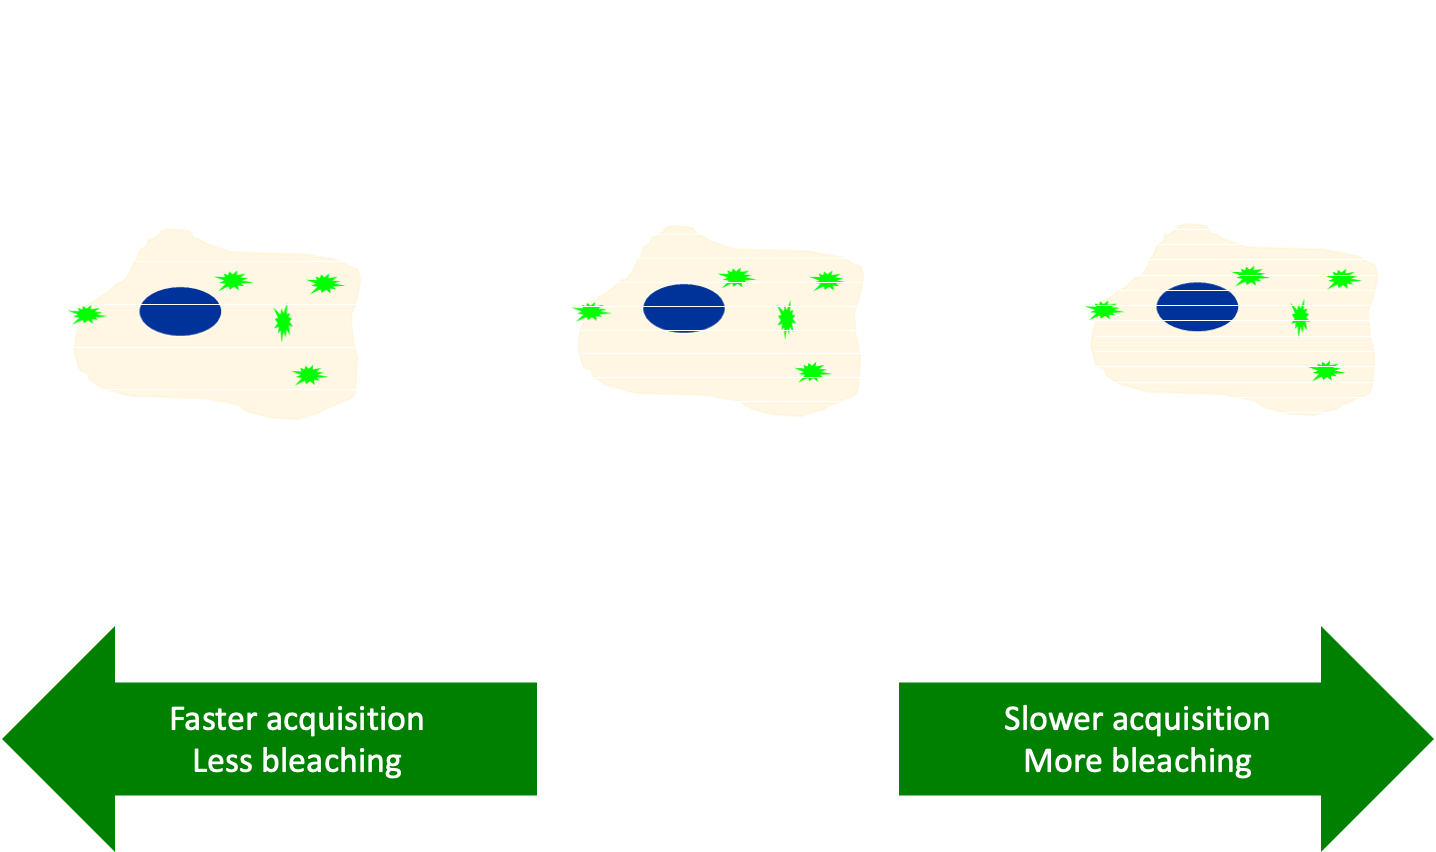 Faster acquisition
Less bleaching
Slower acquisition
More bleaching